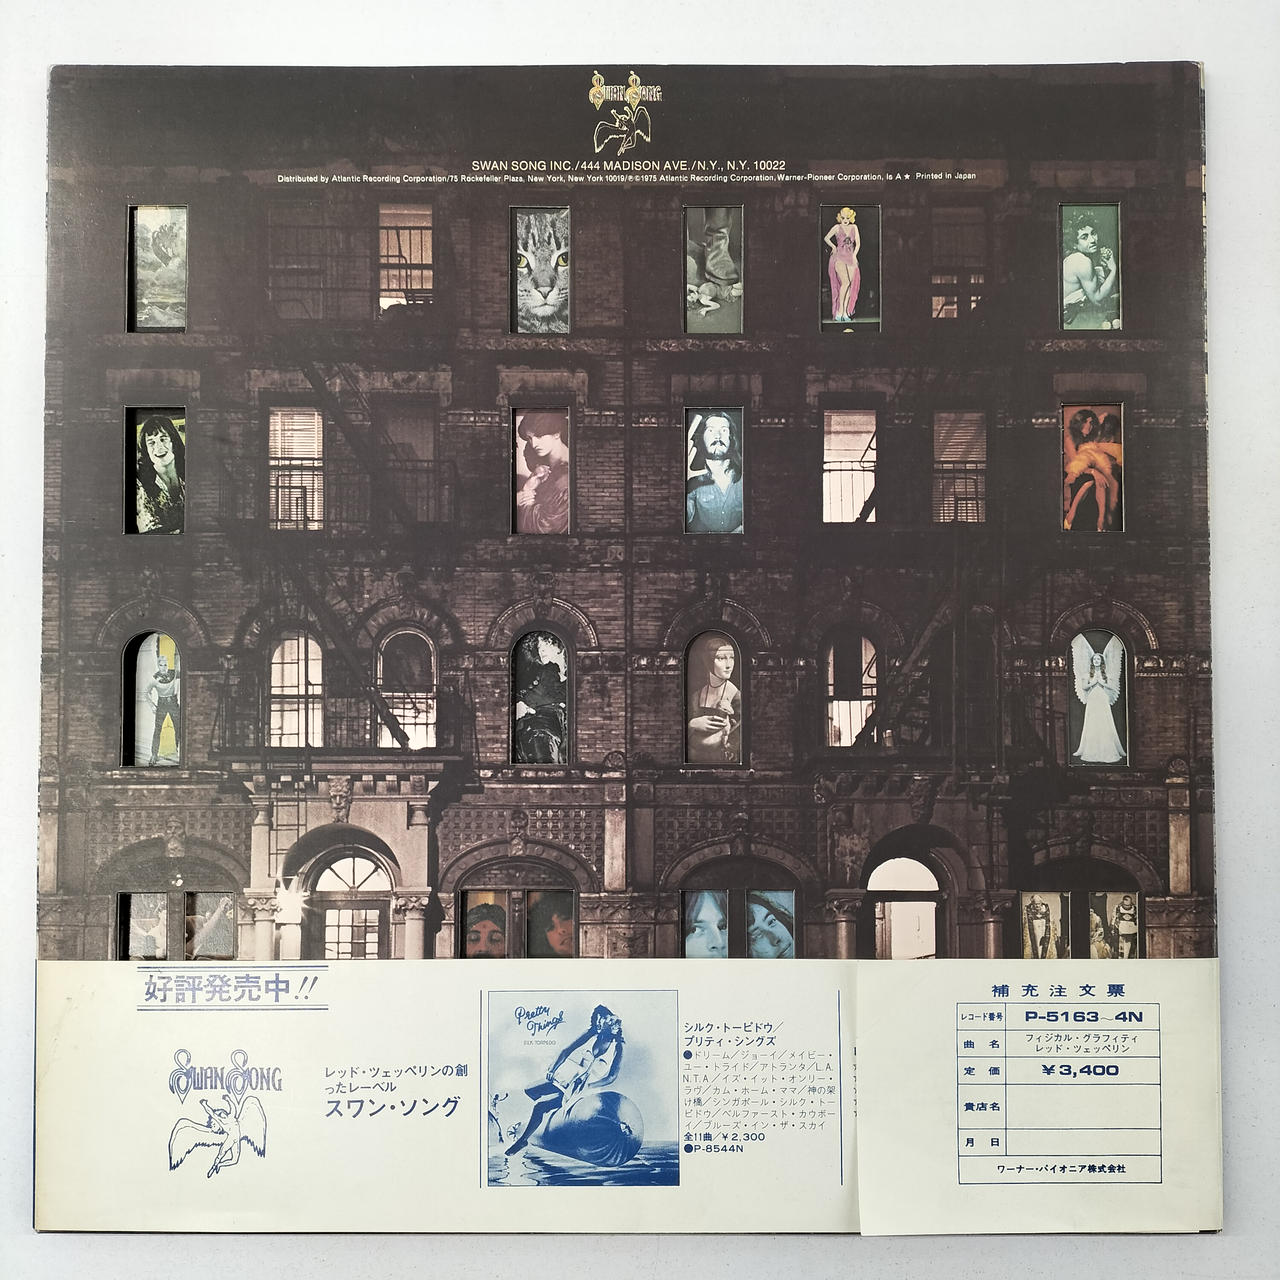 SWAN SONG
SWAN SONG INC./444 MADISON AVE./N.Y., N.Y. 10022
Distributed by Atlantic Recording Corporation/75 Rockefeller Plaza, New York, New York 10019/℗©1975 Atlantic Recording Corporation, Warner-Pioneer Corporation, Is A ★ Printed in Japan
好評発売中!!
SWAN SONG
レッド・ツェッペリンの創
ったレーベル
スワン・ソング
Pretty
Things
SILK TORPEDO
シルク・トーピドウ/
プリティ・シングズ
●ドリーム/ジョーイ/メイビー・
ユー・トライド/アトランタ/L.A.
N.T.A/イズ・イット・オンリー・
ラヴ/カム・ホーム・ママ/神の架
け橋/シンガポール・シルク・トー
ピドウ/ベルファースト・カウボー
イ/ブルーズ・イン・ザ・スカイ
全11曲/¥2,300
●P-8544N
補充注文票
レコード番号 P-5163~4N
曲名 フィジカル・グラフィティ
レッド・ツェッペリン
定価 ¥3,400
貴店名
月日
ワーナー・パイオニア株式会社